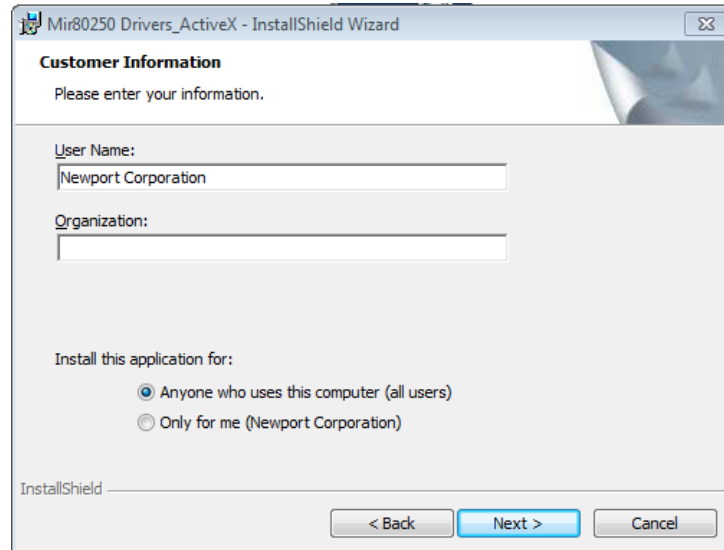 Mir80250 Drivers_ActiveX - InstallShield Wizard
Customer Information
Please enter your information.
User Name:
Newport Corporation
Organization:
Install this application for:
Anyone who uses this computer (all users)
Only for me (Newport Corporation)
InstallShield
< Back
Next >
Cancel